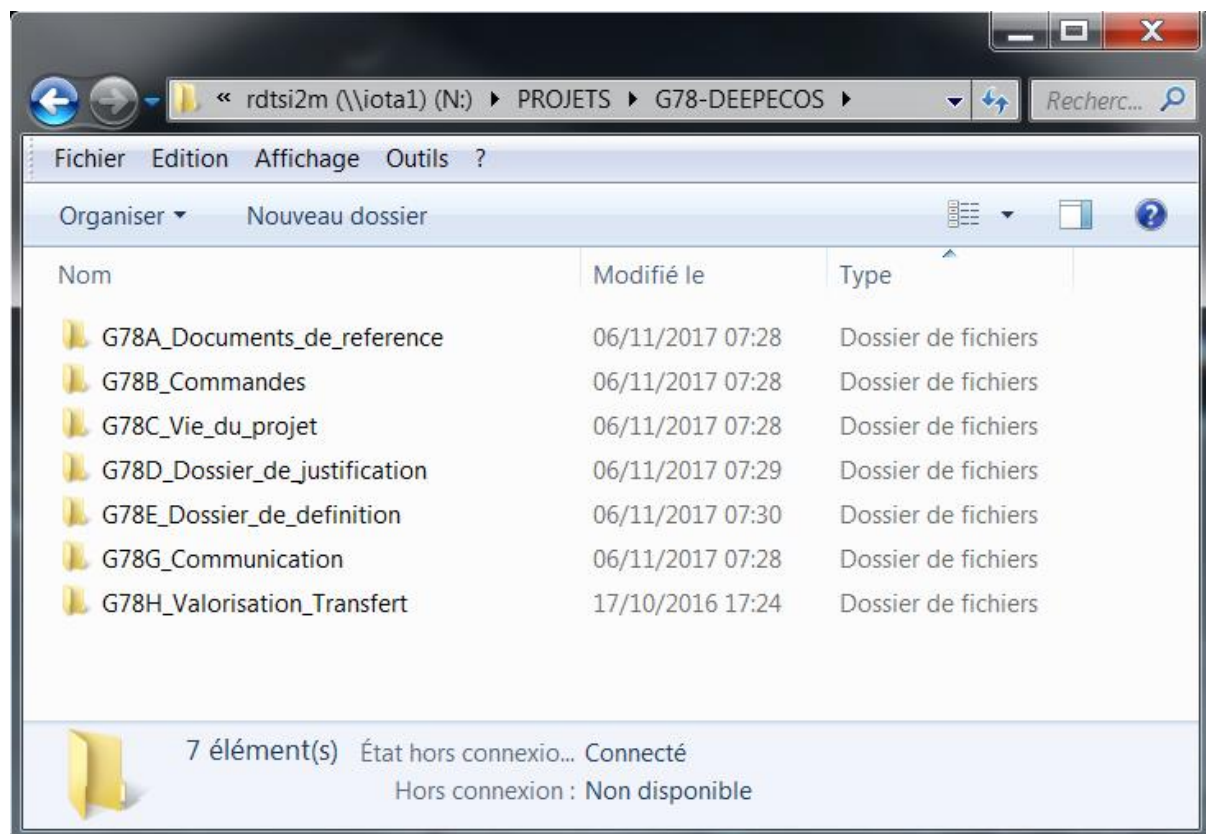 « rdtsi2m (\\iota1) (N:) ▸ PROJETS ▸ G78-DEEPECOS ▸ Recherc...
Fichier Edition Affichage Outils ?
Organiser Nouveau dossier
Nom Modifié le Type
G78A_Documents_de_reference 06/11/2017 07:28 Dossier de fichiers
G78B_Commandes 06/11/2017 07:28 Dossier de fichiers
G78C_Vie_du_projet 06/11/2017 07:28 Dossier de fichiers
G78D_Dossier_de_justification 06/11/2017 07:29 Dossier de fichiers
G78E_Dossier_de_definition 06/11/2017 07:30 Dossier de fichiers
G78G_Communication 06/11/2017 07:28 Dossier de fichiers
G78H_Valorisation_Transfert 17/10/2016 17:24 Dossier de fichiers
7 élément(s) État hors connexio... Connecté
Hors connexion : Non disponible